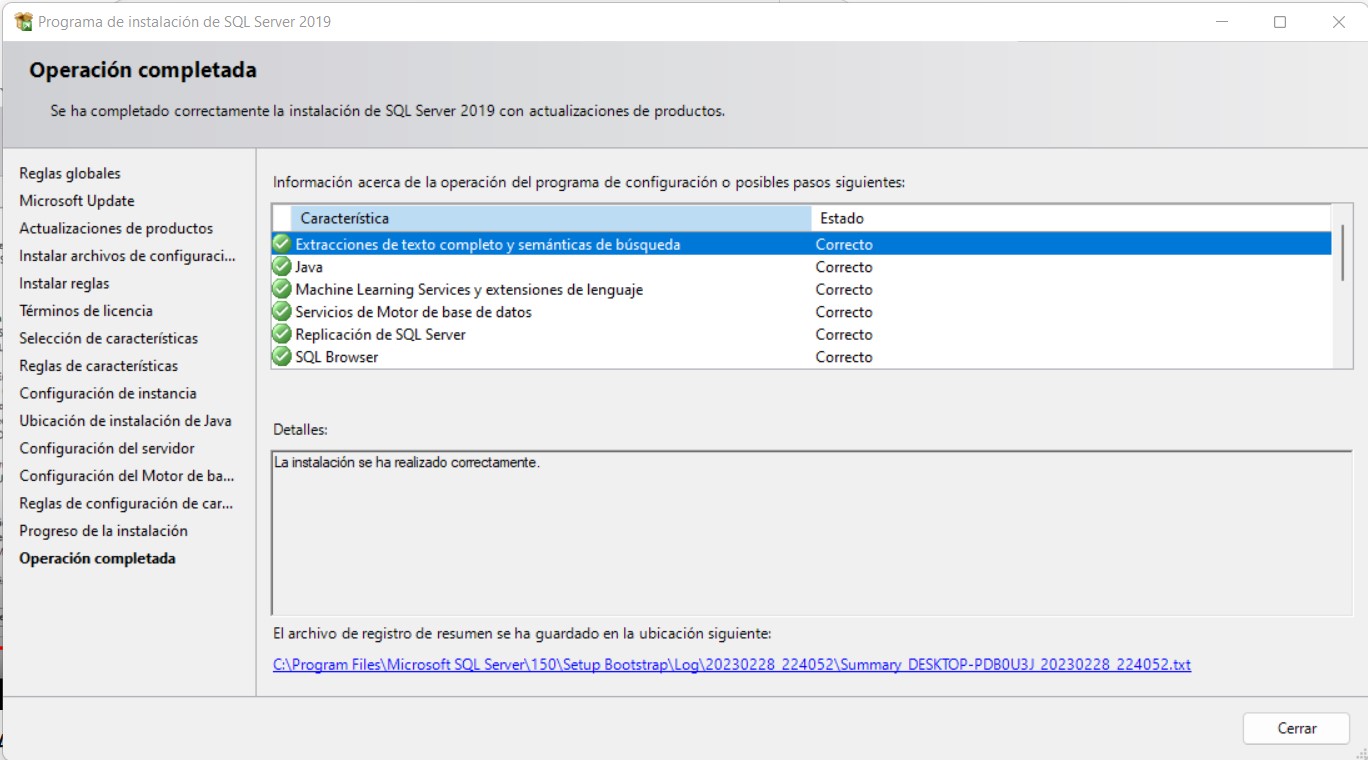 Programa de instalación de SQL Server 2019
Operación completada
Se ha completado correctamente la instalación de SQL Server 2019 con actualizaciones de productos.
Reglas globales
Microsoft Update
Actualizaciones de productos
Instalar archivos de configuraci...
Instalar reglas
Términos de licencia
Selección de características
Reglas de características
Configuración de instancia
Ubicación de instalación de Java
Configuración del servidor
Configuración del Motor de ba...
Reglas de configuración de car...
Progreso de la instalación
Operación completada
Información acerca de la operación del programa de configuración o posibles pasos siguientes:
Característica Estado
Extracciones de texto completo y semánticas de búsqueda Correcto
Java Correcto
Machine Learning Services y extensiones de lenguaje Correcto
Servicios de Motor de base de datos Correcto
Replicación de SQL Server Correcto
SQL Browser Correcto
Detalles:
La instalación se ha realizado correctamente.
El archivo de registro de resumen se ha guardado en la ubicación siguiente:
C:\Program Files\Microsoft SQL Server\150\Setup Bootstrap\Log\20230228_224052\Summary_DESKTOP-PDB0U3J_20230228_224052.txt
Cerrar